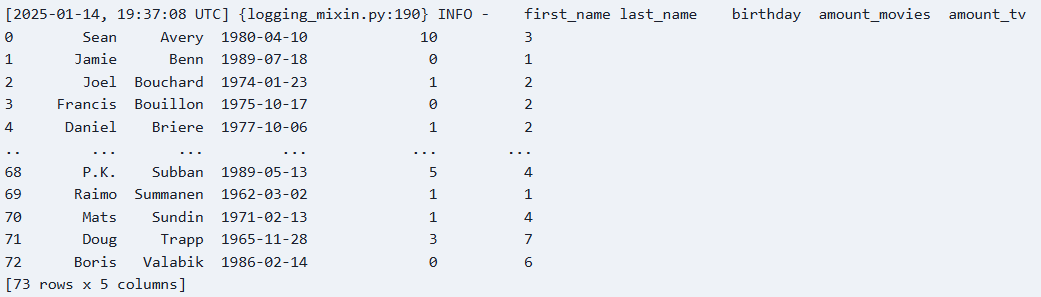 [2025-01-14, 19:37:08 UTC] {logging_mixin.py:190} INFO -    first_name last_name    birthday  amount_movies  amount_tv
0        Sean     Avery  1980-04-10             10          3
1       Jamie      Benn  1989-07-18              0          1
2        Joel  Bouchard  1974-01-23              1          2
3     Francis  Bouillon  1975-10-17              0          2
4      Daniel    Briere  1977-10-06              1          2
..        ...       ...         ...            ...        ...
68       P.K.    Subban  1989-05-13              5          4
69      Raimo  Summanen  1962-03-02              1          1
70       Mats    Sundin  1971-02-13              1          4
71       Doug     Trapp  1965-11-28              3          7
72      Boris   Valabik  1986-02-14              0          6
[73 rows x 5 columns]